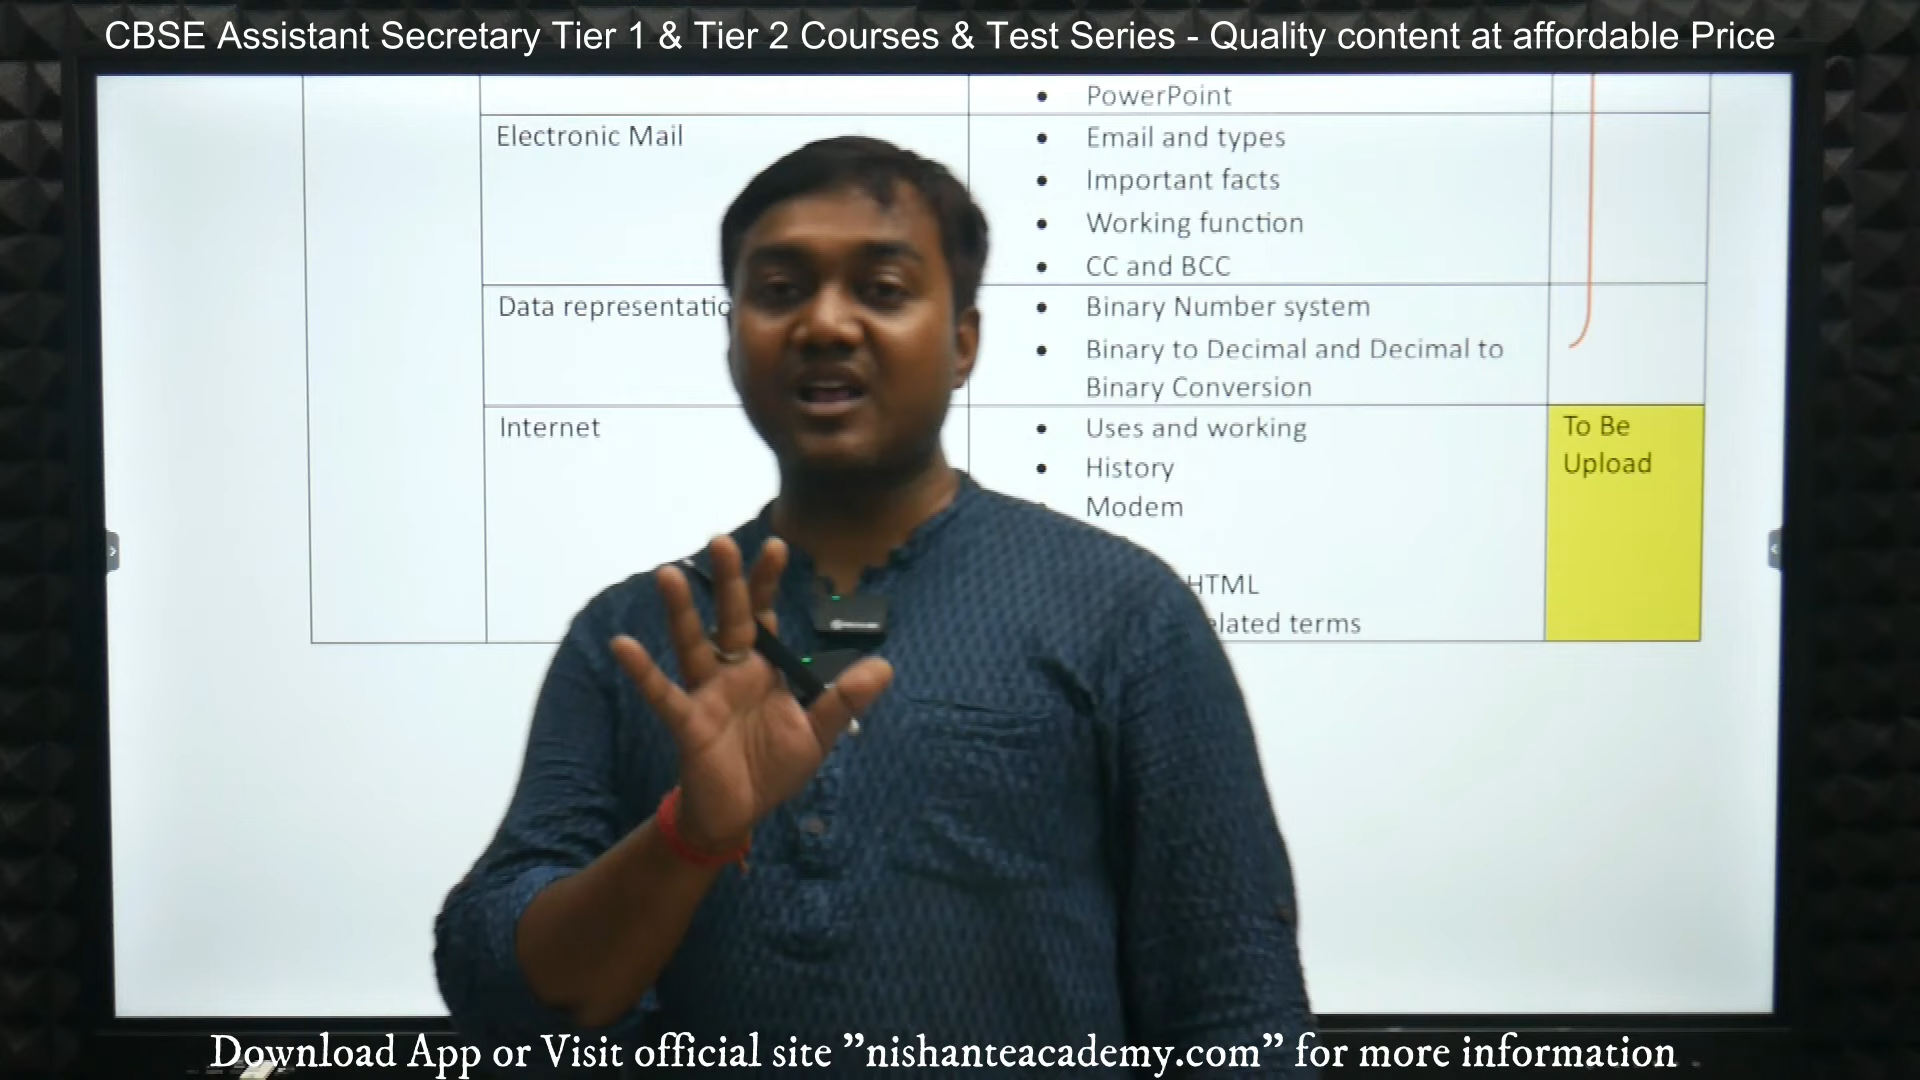 CBSE Assistant Secretary Tier 1 & Tier 2 Courses & Test Series - Quality content at affordable Price
PowerPoint
Electronic Mail
Email and types
Important facts
Working function
CC and BCC
Binary Number system
Binary to Decimal and Decimal to
Binary Conversion
Data
Internet
Uses and working
History
Modem
HTML
terms
To Be
Upload
Download App or Visit official site "nishanteacademy.com" for more information